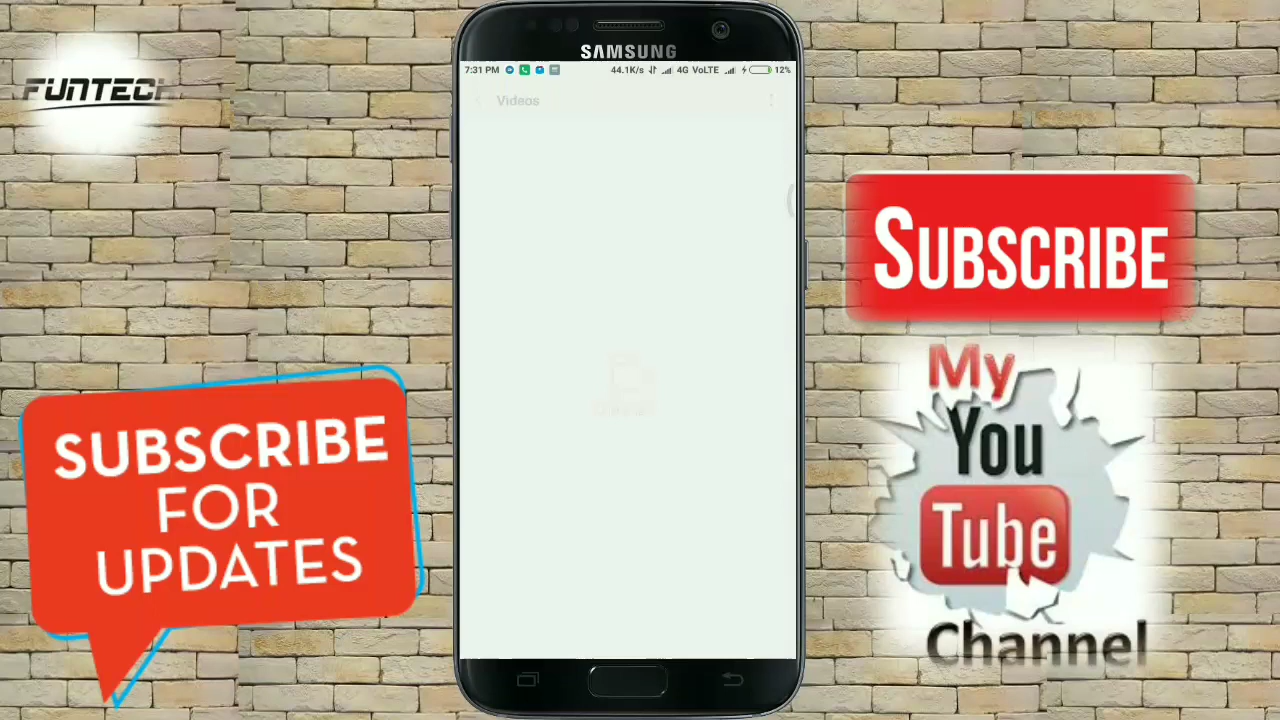 FUNTECH
SUBSCRIBE
FOR
UPDATES
SAMSUNG
7:31 PM 44.1K/s 4G VoLTE 12%
Videos
SUBSCRIBE
My
You
Tube
Channel